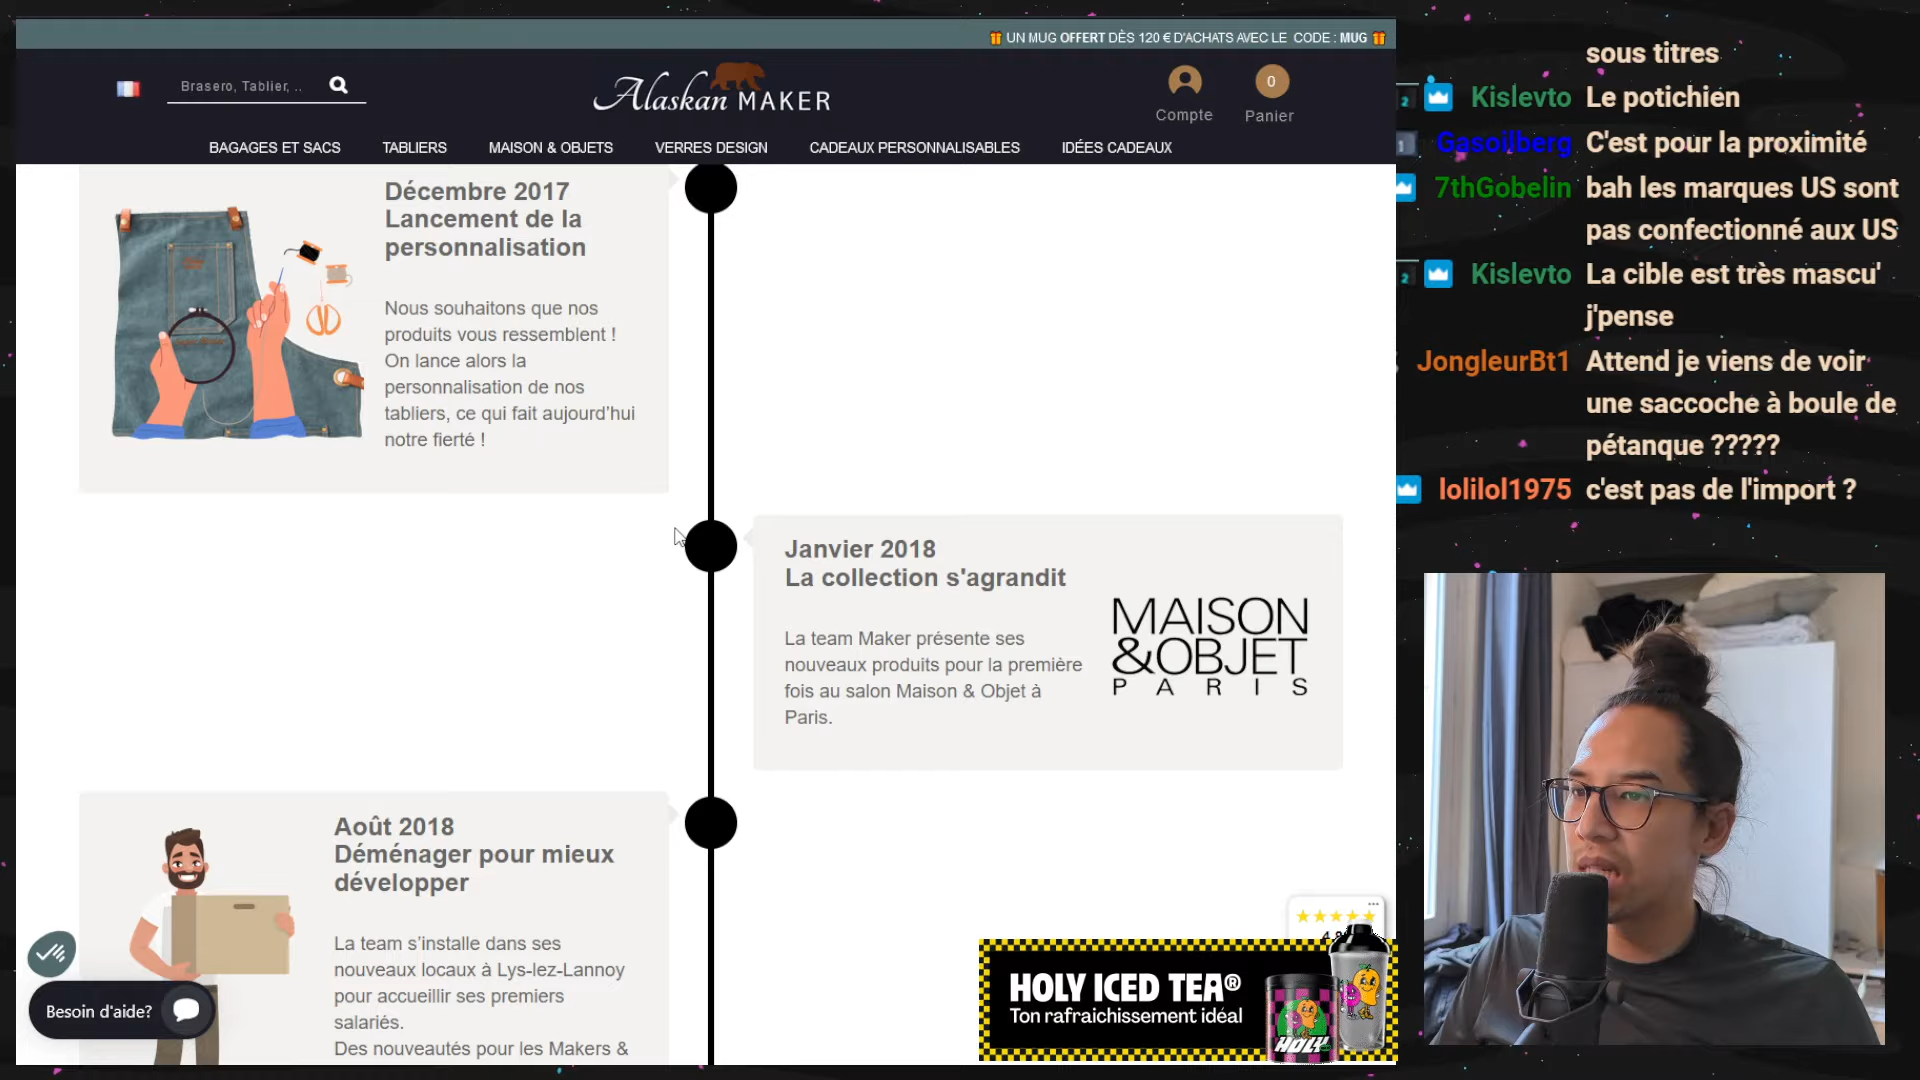 🎁 UN MUG OFFERT DÈS 120 € D'ACHATS AVEC LE CODE : MUG 🎁
Brasero, Tablier, ..
Alaskan MAKER
Compte
0
Panier
BAGAGES ET SACS
TABLIERS
MAISON & OBJETS
VERRES DESIGN
CADEAUX PERSONNALISABLES
IDÉES CADEAUX
Décembre 2017
Lancement de la
personnalisation
Nous souhaitons que nos
produits vous ressemblent !
On lance alors la
personnalisation de nos
tabliers, ce qui fait aujourd'hui
notre fierté !
Janvier 2018
La collection s'agrandit
La team Maker présente ses
nouveaux produits pour la première
fois au salon Maison & Objet à
Paris.
MAISON
&OBJET
PARIS
Août 2018
Déménager pour mieux
développer
La team s'installe dans ses
nouveaux locaux à Lys-lez-Lannoy
pour accueillir ses premiers
salariés.
Des nouveautés pour les Makers &
Besoin d'aide?
HOLY ICED TEA®
Ton rafraichissement idéal
HOLY
sous titres
2 Kislevto Le potichien
1 Gasoilberg C'est pour la proximité
7thGobelin bah les marques US sont
pas confectionné aux US
2 Kislevto La cible est très mascu'
j'pense
JongleurBt1 Attend je viens de voir
une saccoche à boule de
pétanque ?????
lolilol1975 c'est pas de l'import ?